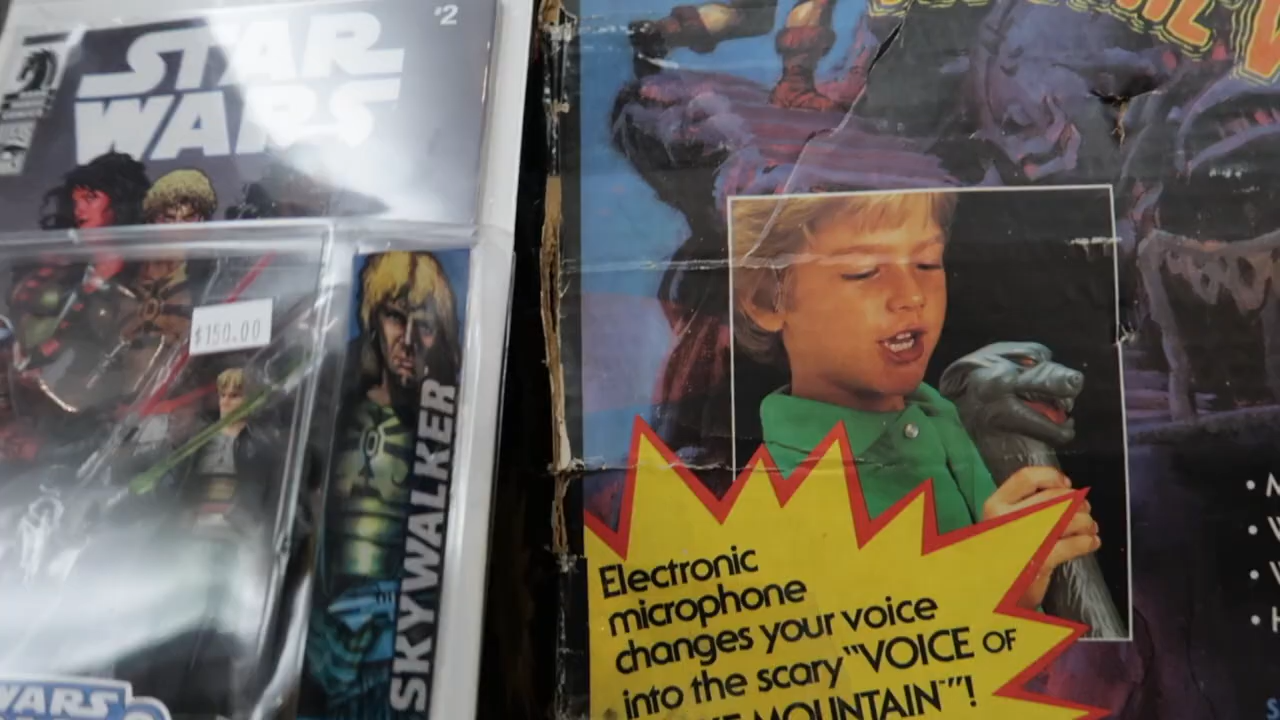 #2
STAR
WARS
$150.00
SKYWALKER
WARS
Electronic
microphone
changes your voice
into the scary "VOICE OF
MOUNTAIN"!